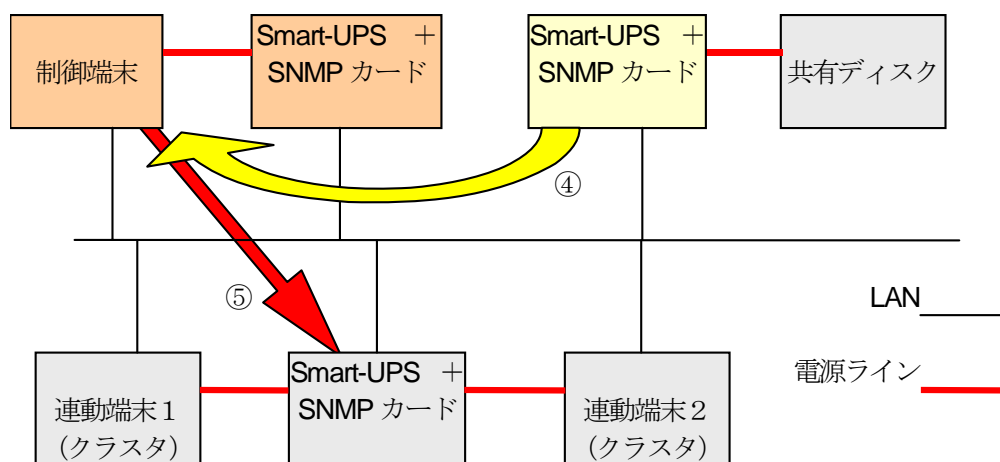 制御端末
Smart-UPS ＋
SNMP カード
Smart-UPS ＋
SNMP カード
共有ディスク
④
⑤
LAN
電源ライン
連動端末１
（クラスタ）
Smart-UPS ＋
SNMP カード
連動端末２
（クラスタ）